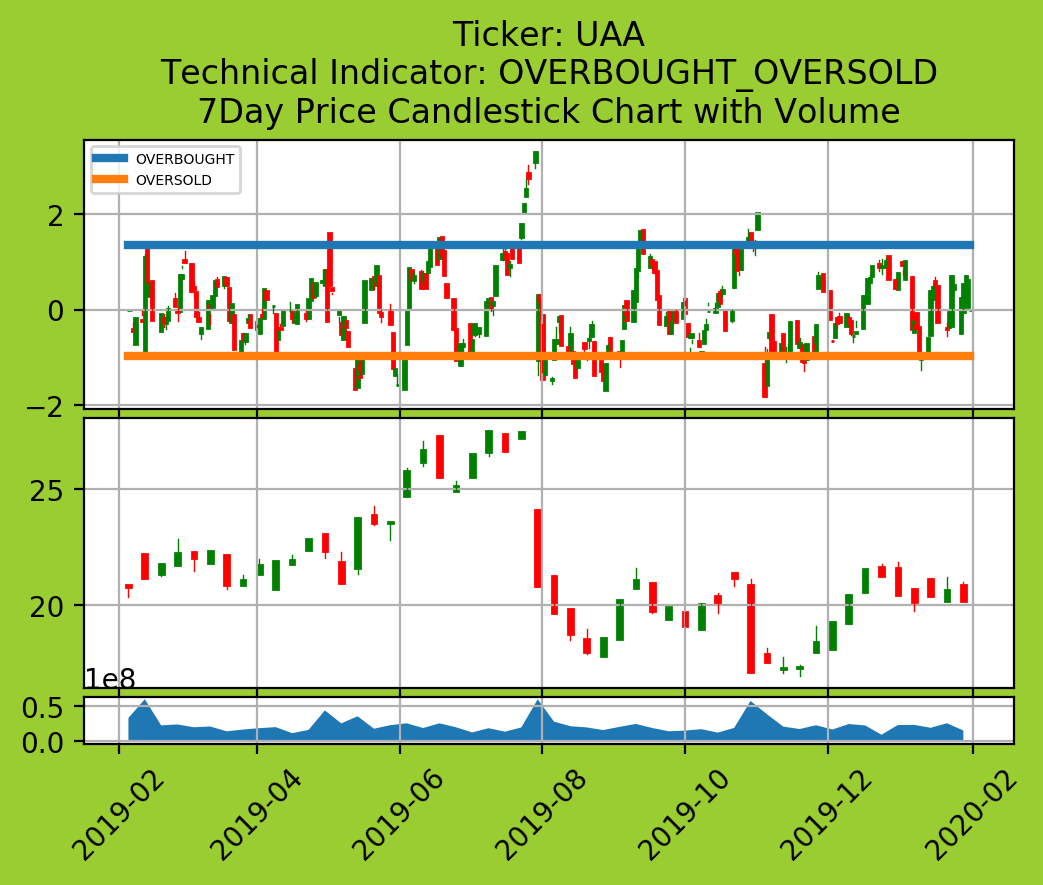 Ticker: UAA
Technical Indicator: OVERBOUGHT_OVERSOLD
7Day Price Candlestick Chart with Volume
OVERBOUGHT
OVERSOLD
2
0
−2
25
20
1e8
0.5
0.0
2019-02
2019-04
2019-06
2019-08
2019-10
2019-12
2020-02